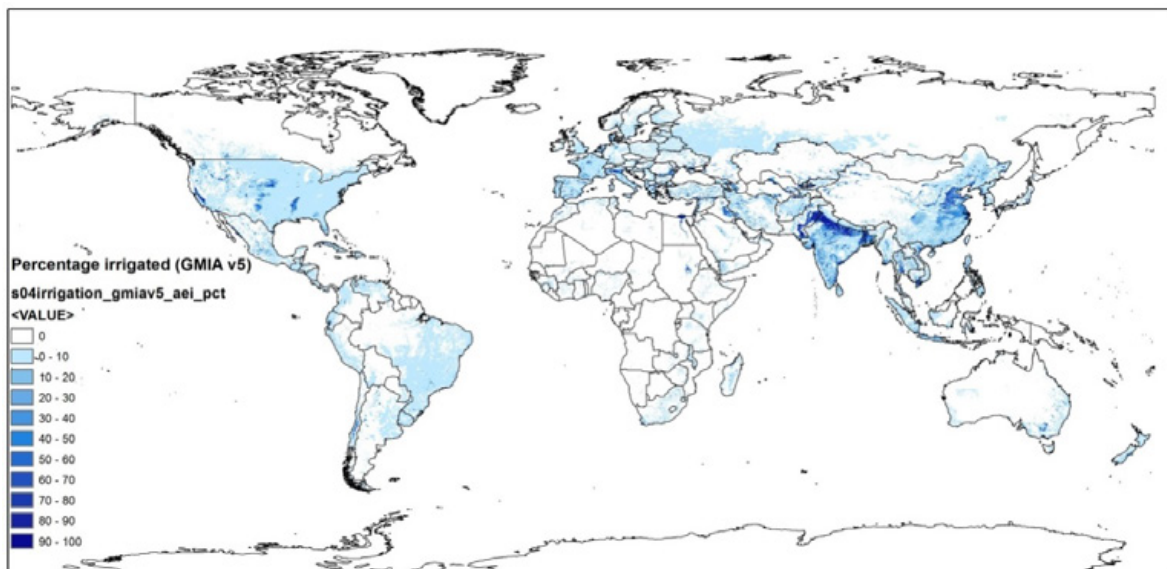 Percentage irrigated (GMIA v5)
s04irrigation_gmiav5_aei_pct
<VALUE>
0
0 - 10
10 - 20
20 - 30
30 - 40
40 - 50
50 - 60
60 - 70
70 - 80
80 - 90
90 - 100